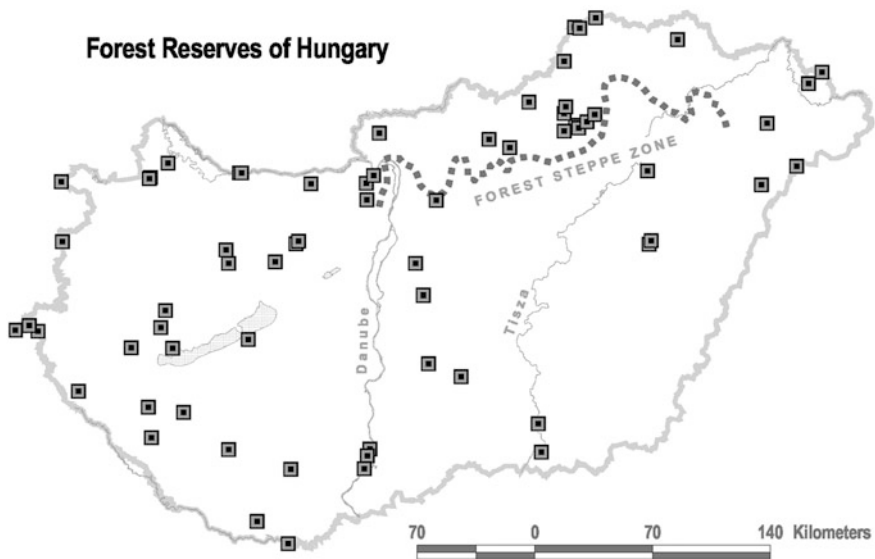 Forest Reserves of Hungary
FOREST STEPPE ZONE
Danube
Tisza
70 0 70 140 Kilometers